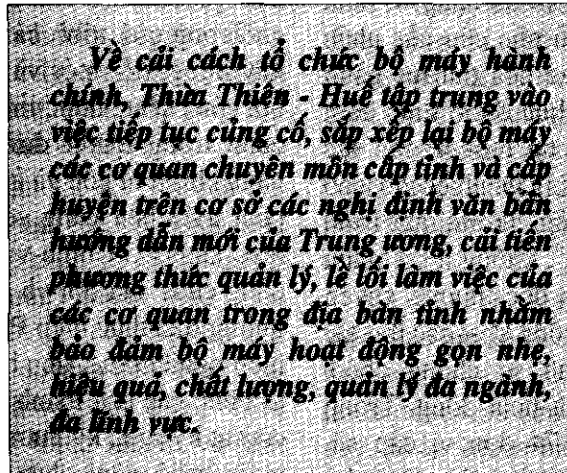 Về cải cách tổ chức bộ máy hành
chính, Thừa Thiên - Huế tập trung vào
việc tiếp tục củng cố, sắp xếp lại bộ máy
các cơ quan chuyên môn cấp tỉnh và cấp
huyện trên cơ sở các nghị định văn bản
hướng dẫn mới của Trung ương, cải tiến
phương thức quản lý, lề lối làm việc của
các cơ quan trong địa bàn tỉnh nhằm
bảo đảm bộ máy hoạt động gọn nhẹ,
hiệu quả, chất lượng, quản lý đa ngành,
đa lĩnh vực.